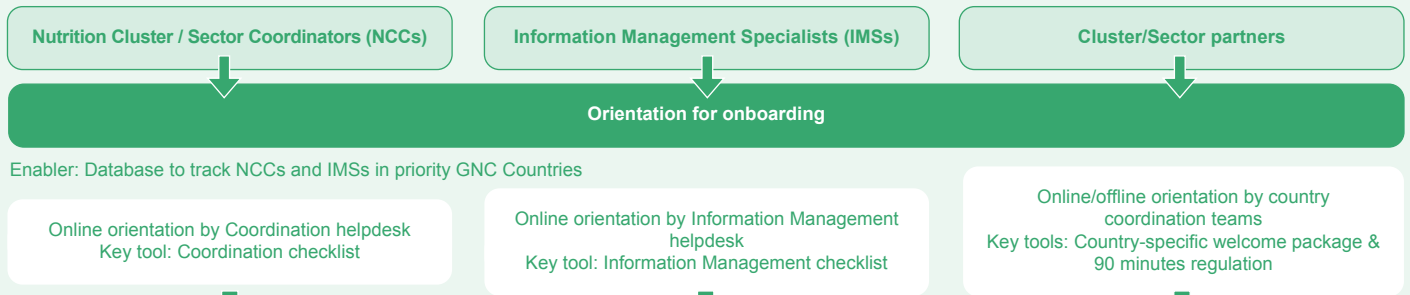 Nutrition Cluster / Sector Coordinators (NCCs)
Information Management Specialists (IMSs)
Cluster/Sector partners
Orientation for onboarding
Enabler: Database to track NCCs and IMSs in priority GNC Countries
Online orientation by Coordination helpdesk
Key tool: Coordination checklist
Online orientation by Information Management
helpdesk
Key tool: Information Management checklist
Online/offline orientation by country
coordination teams
Key tools: Country-specific welcome package &
90 minutes regulation